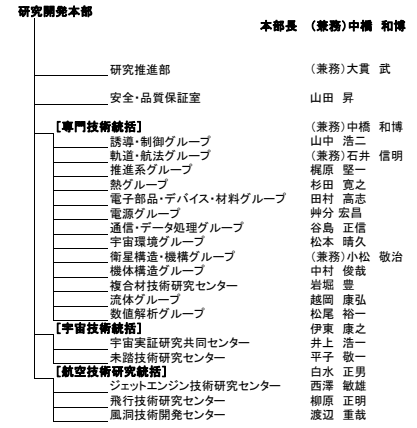 研究開発本部
本部長 (兼務)中橋 和博
研究推進部 (兼務)大貫 武
安全・品質保証室 山田 昇
[専門技術統括] (兼務)中橋 和博
誘導・制御グループ 山中 浩二
軌道・航法グループ (兼務)石井 信明
推進系グループ 梶原 堅一
熱グループ 杉田 寛之
電子部品・デバイス・材料グループ 田村 高志
電源グループ 艸分 宏昌
通信・データ処理グループ 谷島 正信
宇宙環境グループ 松本 晴久
衛星構造・機構グループ (兼務)小松 敬治
機体構造グループ 中村 俊哉
複合材技術研究センター 岩堀 豊
流体グループ 越岡 康弘
数値解析グループ 松尾 裕一
[宇宙技術統括] 伊東 康之
宇宙実証研究共同センター 井上 浩一
未踏技術研究センター 平子 敬一
[航空技術研究統括] 白水 正男
ジェットエンジン技術研究センター 西澤 敏雄
飛行技術研究センター 柳原 正明
風洞技術開発センター 渡辺 重哉